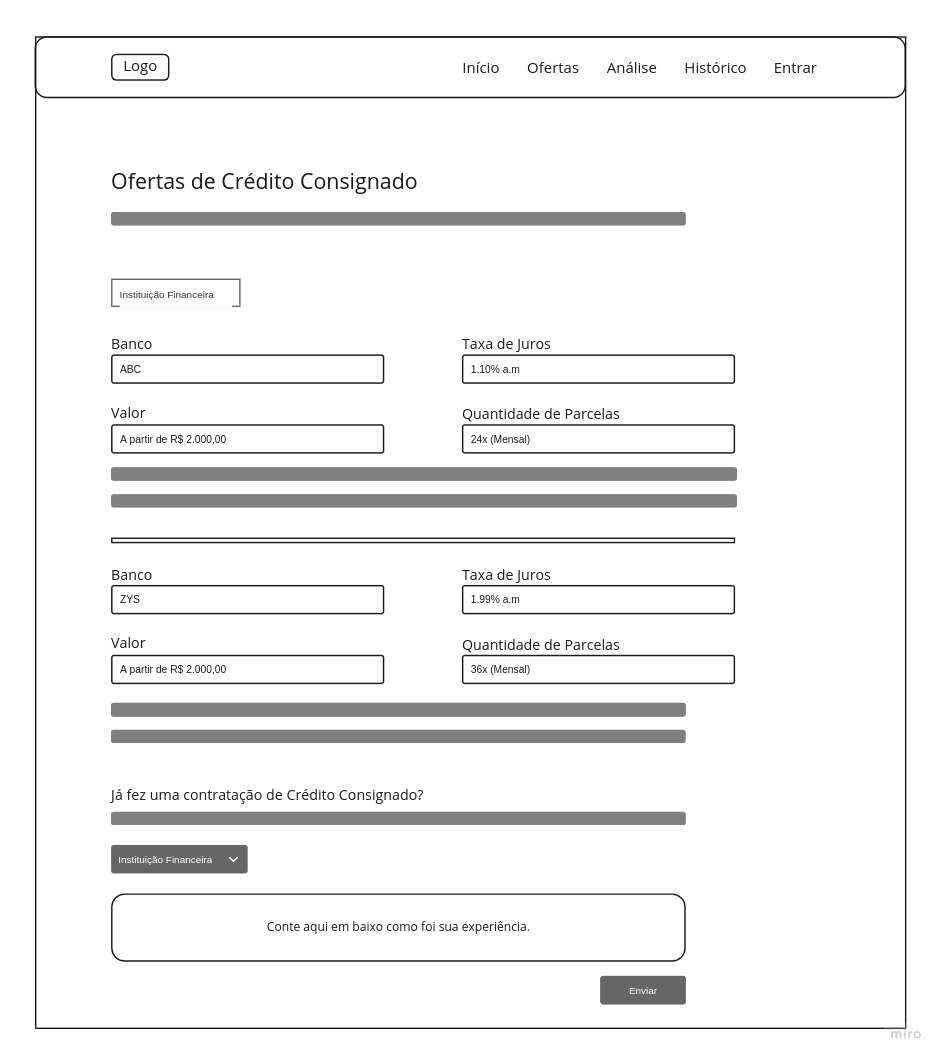 Logo
Início Ofertas Análise Histórico Entrar
Ofertas de Crédito Consignado
Instituição Financeira
Banco Taxa de Juros
ABC 1.10% a.m
Valor Quantidade de Parcelas
A partir de R$ 2.000,00 24x (Mensal)
Banco Taxa de Juros
ZYS 1.99% a.m
Valor Quantidade de Parcelas
A partir de R$ 2.000,00 36x (Mensal)
Já fez uma contratação de Crédito Consignado?
Instituição Financeira
Conte aqui em baixo como foi sua experiência.
Enviar
miro